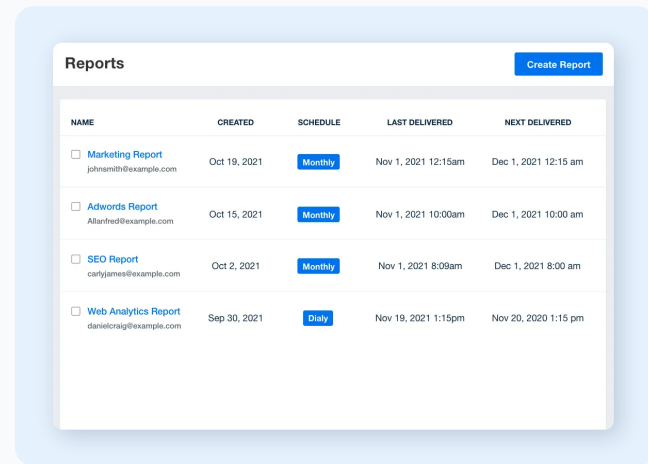 Reports
Create Report
NAME CREATED SCHEDULE LAST DELIVERED NEXT DELIVERED
Marketing Report
johnsmith@example.com
Oct 19, 2021 Monthly Nov 1, 2021 12:15am Dec 1, 2021 12:15 am
Adwords Report
Allanfred@example.com
Oct 15, 2021 Monthly Nov 1, 2021 10:00am Dec 1, 2021 10:00 am
SEO Report
carlyjames@example.com
Oct 2, 2021 Monthly Nov 1, 2021 8:09am Dec 1, 2021 8:00 am
Web Analytics Report
danielcraig@example.com
Sep 30, 2021 Dialy Nov 19, 2021 1:15pm Nov 20, 2020 1:15 pm